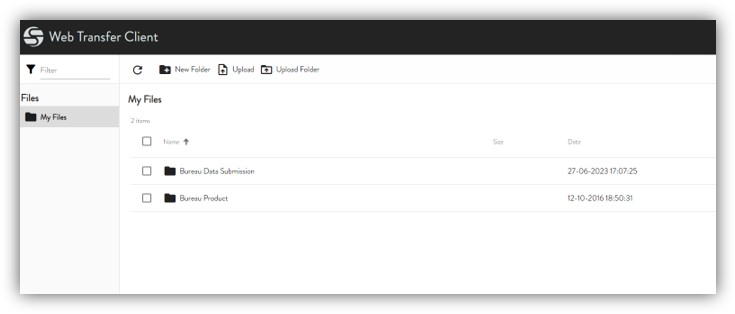 Web Transfer Client
Filter
New Folder Upload Upload Folder
Files
My Files
My Files
2 items
Name Size Date
Bureau Data Submission 27-06-2023 17:07:25
Bureau Product 12-10-2016 18:50:31